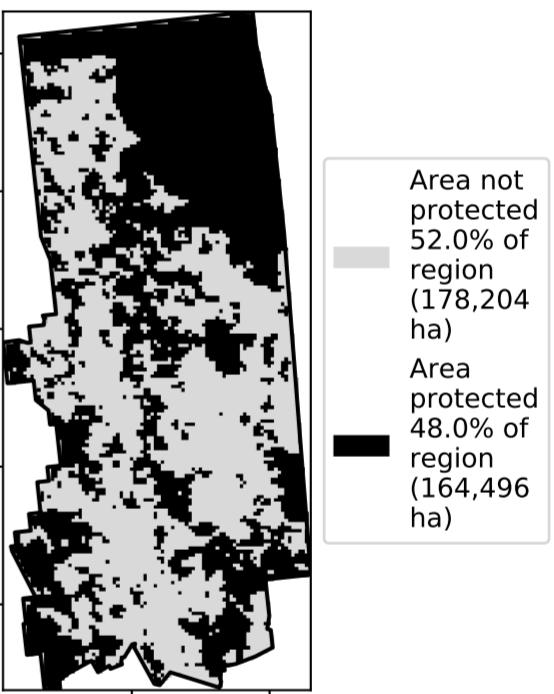 Area not
protected
52.0% of
region
(178,204
ha)
Area
protected
48.0% of
region
(164,496
ha)